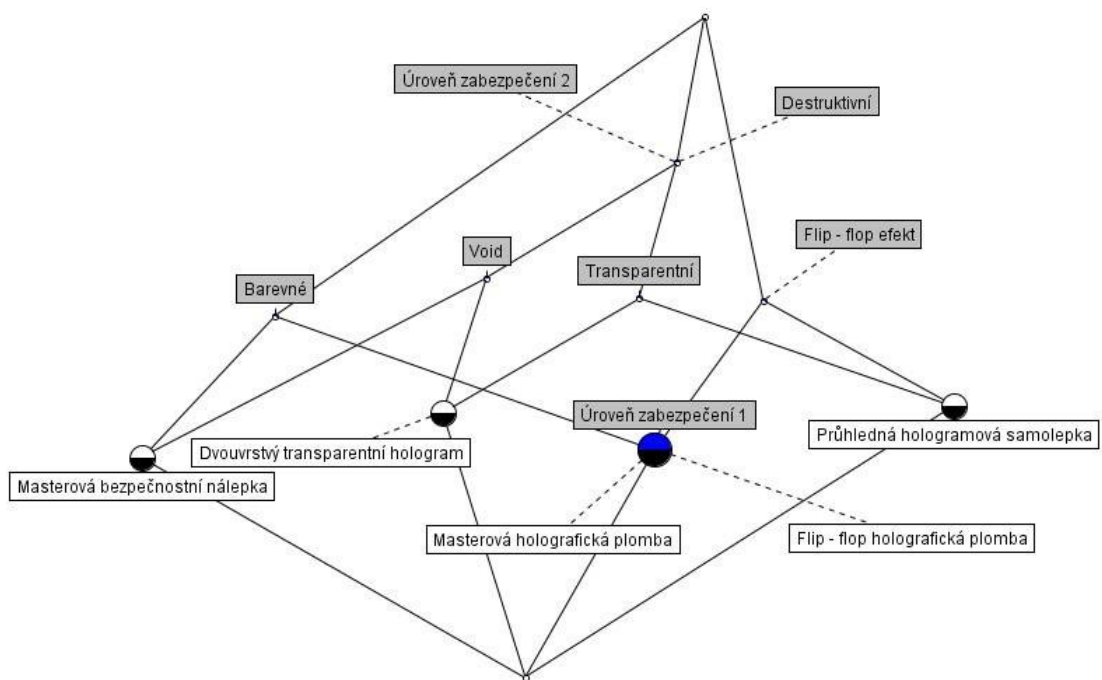 Úroveň zabezpečení 2
Destruktivní
Flip - flop efekt
Void
Transparentní
Barevné
Úroveň zabezpečení 1
Průhledná hologramová samolepka
Dvouvrstvý transparentní hologram
Masterová bezpečnostní nálepka
Masterová holografická plomba
Flip - flop holografická plomba